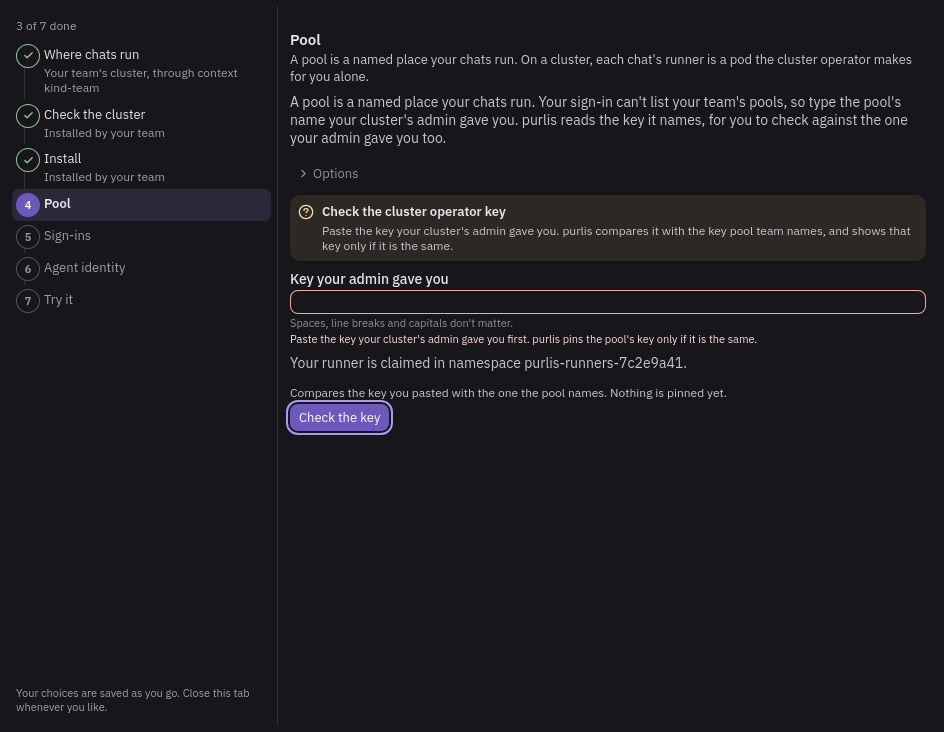 3 of 7 done
Where chats run
Your team's cluster, through context
kind-team
Check the cluster
Installed by your team
Install
Installed by your team
4 Pool
5 Sign-ins
6 Agent identity
7 Try it
Your choices are saved as you go. Close this tab
whenever you like.
Pool
A pool is a named place your chats run. On a cluster, each chat's runner is a pod the cluster operator makes
for you alone.
A pool is a named place your chats run. Your sign-in can't list your team's pools, so type the pool's
name your cluster's admin gave you. purlis reads the key it names, for you to check against the one
your admin gave you too.
Options
Check the cluster operator key
Paste the key your cluster's admin gave you. purlis compares it with the key pool team names, and shows that
key only if it is the same.
Key your admin gave you
Spaces, line breaks and capitals don't matter.
Paste the key your cluster's admin gave you first. purlis pins the pool's key only if it is the same.
Your runner is claimed in namespace purlis-runners-7c2e9a41.
Compares the key you pasted with the one the pool names. Nothing is pinned yet.
Check the key